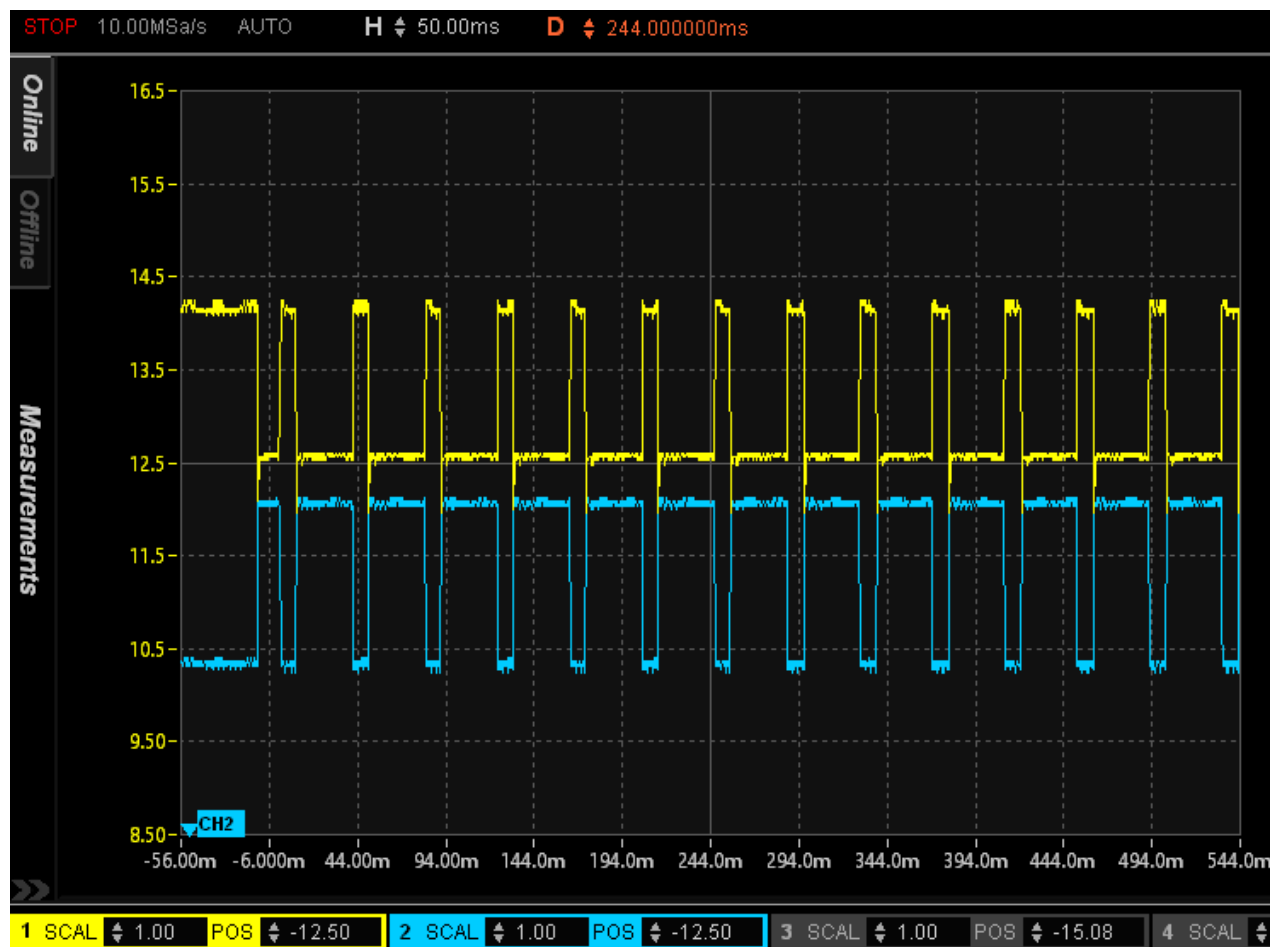 STOP 10.00MSa/s AUTO H 50.00ms D 244.000000ms
Online
Offline
Measurements
16.5
15.5
14.5
13.5
12.5
11.5
10.5
9.50
8.50
CH2
-56.00m -6.000m 44.00m 94.00m 144.0m 194.0m 244.0m 294.0m 344.0m 394.0m 444.0m 494.0m 544.0m
1 SCAL 1.00 POS -12.50 2 SCAL 1.00 POS -12.50 3 SCAL 1.00 POS -15.08 4 SCAL